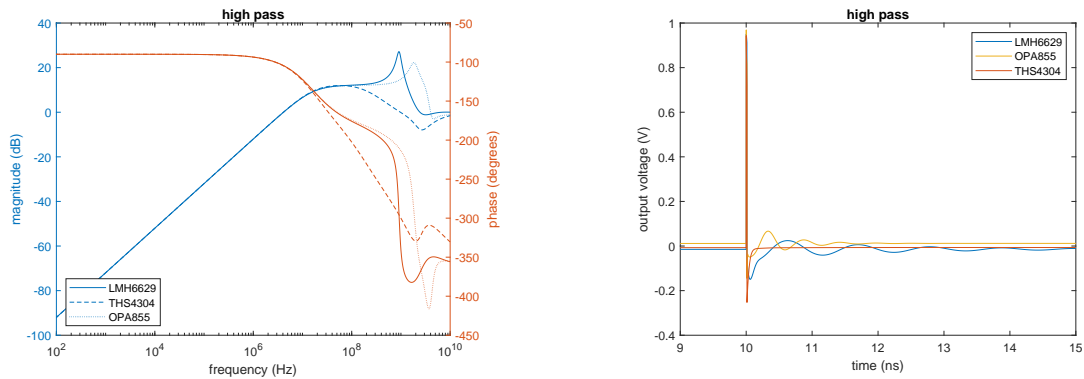 high pass
40
20
0
-20
-40
-60
-80
-100
magnitude (dB)
-50
-100
-150
-200
-250
-300
-350
-400
-450
phase (degrees)
LMH6629
THS4304
OPA855
10^2
10^4
10^6
10^8
10^10
frequency (Hz)
high pass
1
0.8
0.6
0.4
0.2
0
-0.2
-0.4
output voltage (V)
LMH6629
OPA855
THS4304
9
10
11
12
13
14
15
time (ns)